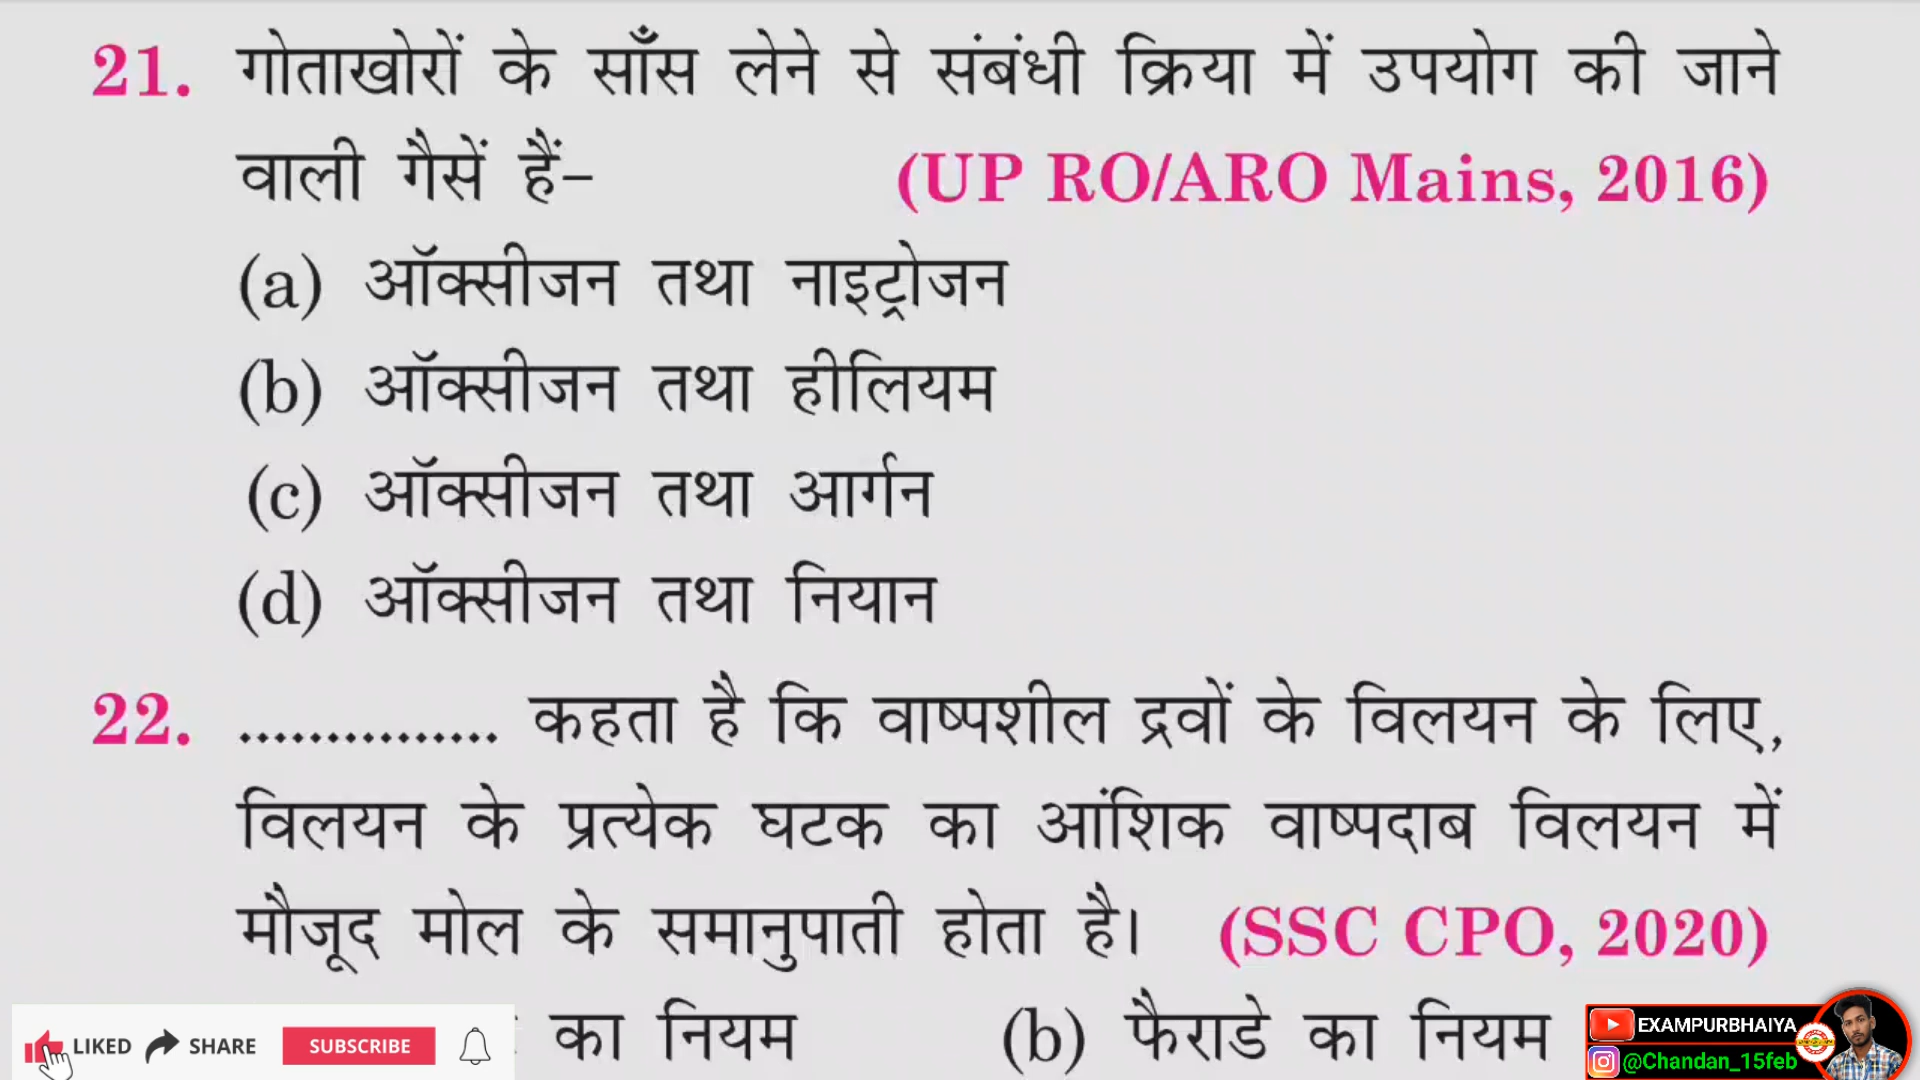 21. गोताखोरों के साँस लेने से संबंधी क्रिया में उपयोग की जाने
वाली गैसें हैं– (UP RO/ARO Mains, 2016)
(a) ऑक्सीजन तथा नाइट्रोजन
(b) ऑक्सीजन तथा हीलियम
(c) ऑक्सीजन तथा आर्गन
(d) ऑक्सीजन तथा नियान
22. ............... कहता है कि वाष्पशील द्रवों के विलयन के लिए,
विलयन के प्रत्येक घटक का आंशिक वाष्पदाब विलयन में
मौजूद मोल के समानुपाती होता है। (SSC CPO, 2020)
का नियम (b) फैराडे का नियम
LIKED SHARE SUBSCRIBE
EXAMPURBHAIYA
@Chandan_15feb